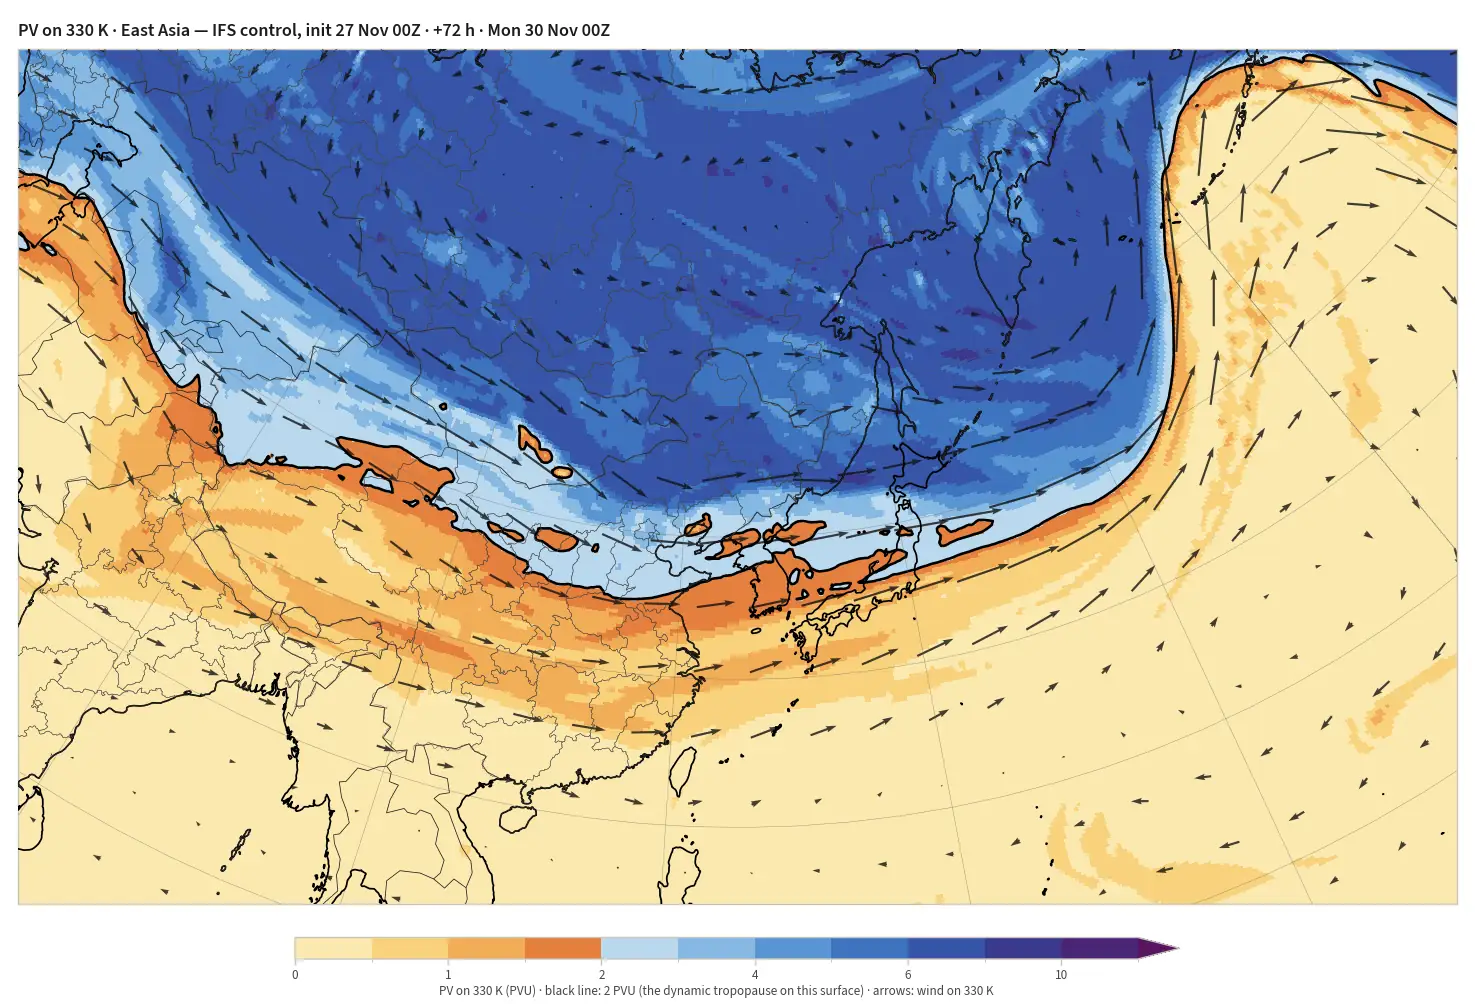 PV on 330 K · East Asia — IFS control, init 27 Nov 00Z · +72 h · Mon 30 Nov 00Z
0 1 2 4 6 10
PV on 330 K (PVU) · black line: 2 PVU (the dynamic tropopause on this surface) · arrows: wind on 330 K